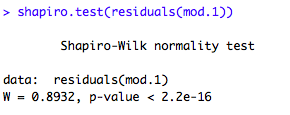 > shapiro.test(residuals(mod.1))
Shapiro-Wilk normality test
data:  residuals(mod.1)
W = 0.8932, p-value < 2.2e-16